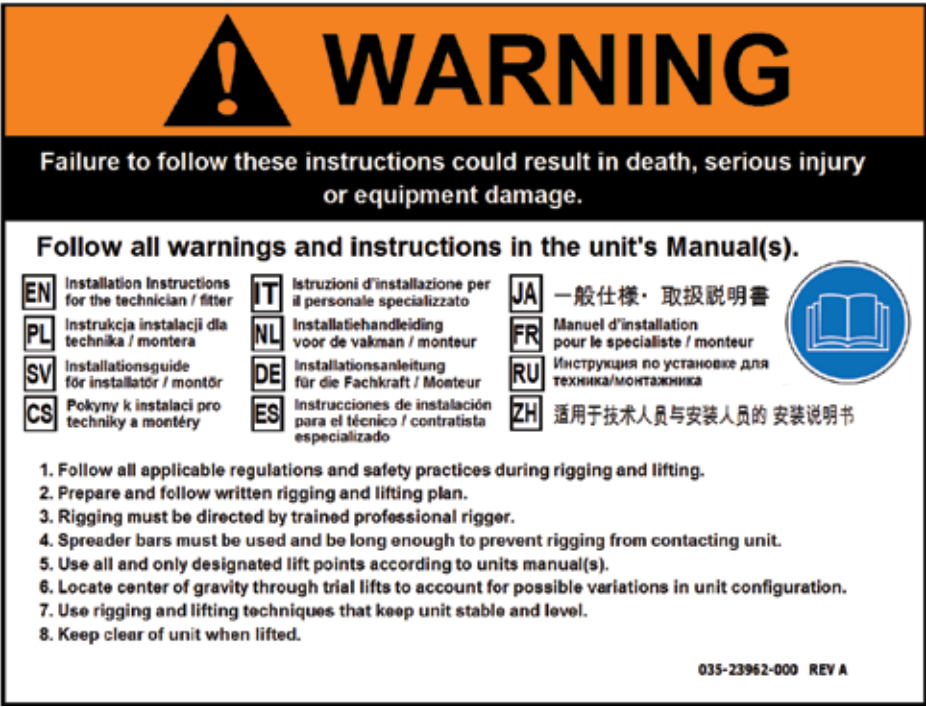 WARNING
Failure to follow these instructions could result in death, serious injury
or equipment damage.
Follow all warnings and instructions in the unit's Manual(s).
EN Installation Instructions
for the technician / fitter
PL Instrukcja instalacji dla
technika / montera
SV Installationsguide
för installatör / montör
CS Pokyny k instalaci pro
techniky a montéry
IT Istruzioni d'installazione per
il personale specializzato
NL Installatiehandleiding
voor de vakman / monteur
DE Installationsanleitung
für die Fachkraft / Monteur
ES Instrucciones de instalación
para el técnico / contratista
especializado
JA 一般仕様・ 取扱説明書
FR Manuel d'installation
pour le specialiste / monteur
RU Инструкция по установке для
техника/монтажника
ZH 适用于技术人员与安装人员的 安装说明书
1. Follow all applicable regulations and safety practices during rigging and lifting.
2. Prepare and follow written rigging and lifting plan.
3. Rigging must be directed by trained professional rigger.
4. Spreader bars must be used and be long enough to prevent rigging from contacting unit.
5. Use all and only designated lift points according to units manual(s).
6. Locate center of gravity through trial lifts to account for possible variations in unit configuration.
7. Use rigging and lifting techniques that keep unit stable and level.
8. Keep clear of unit when lifted.
035-23962-000 REV A